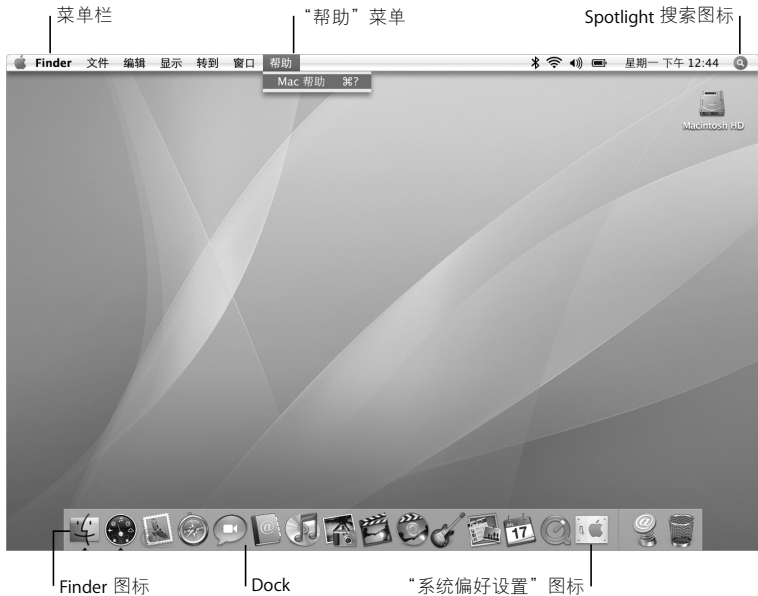 菜单栏
“帮助”菜单
Spotlight 搜索图标
Finder 文件 编辑 显示 转到 窗口 帮助 星期一 下午 12:44
Mac 帮助 ⌘?
Macintosh HD
17
Finder 图标
Dock
“系统偏好设置”图标